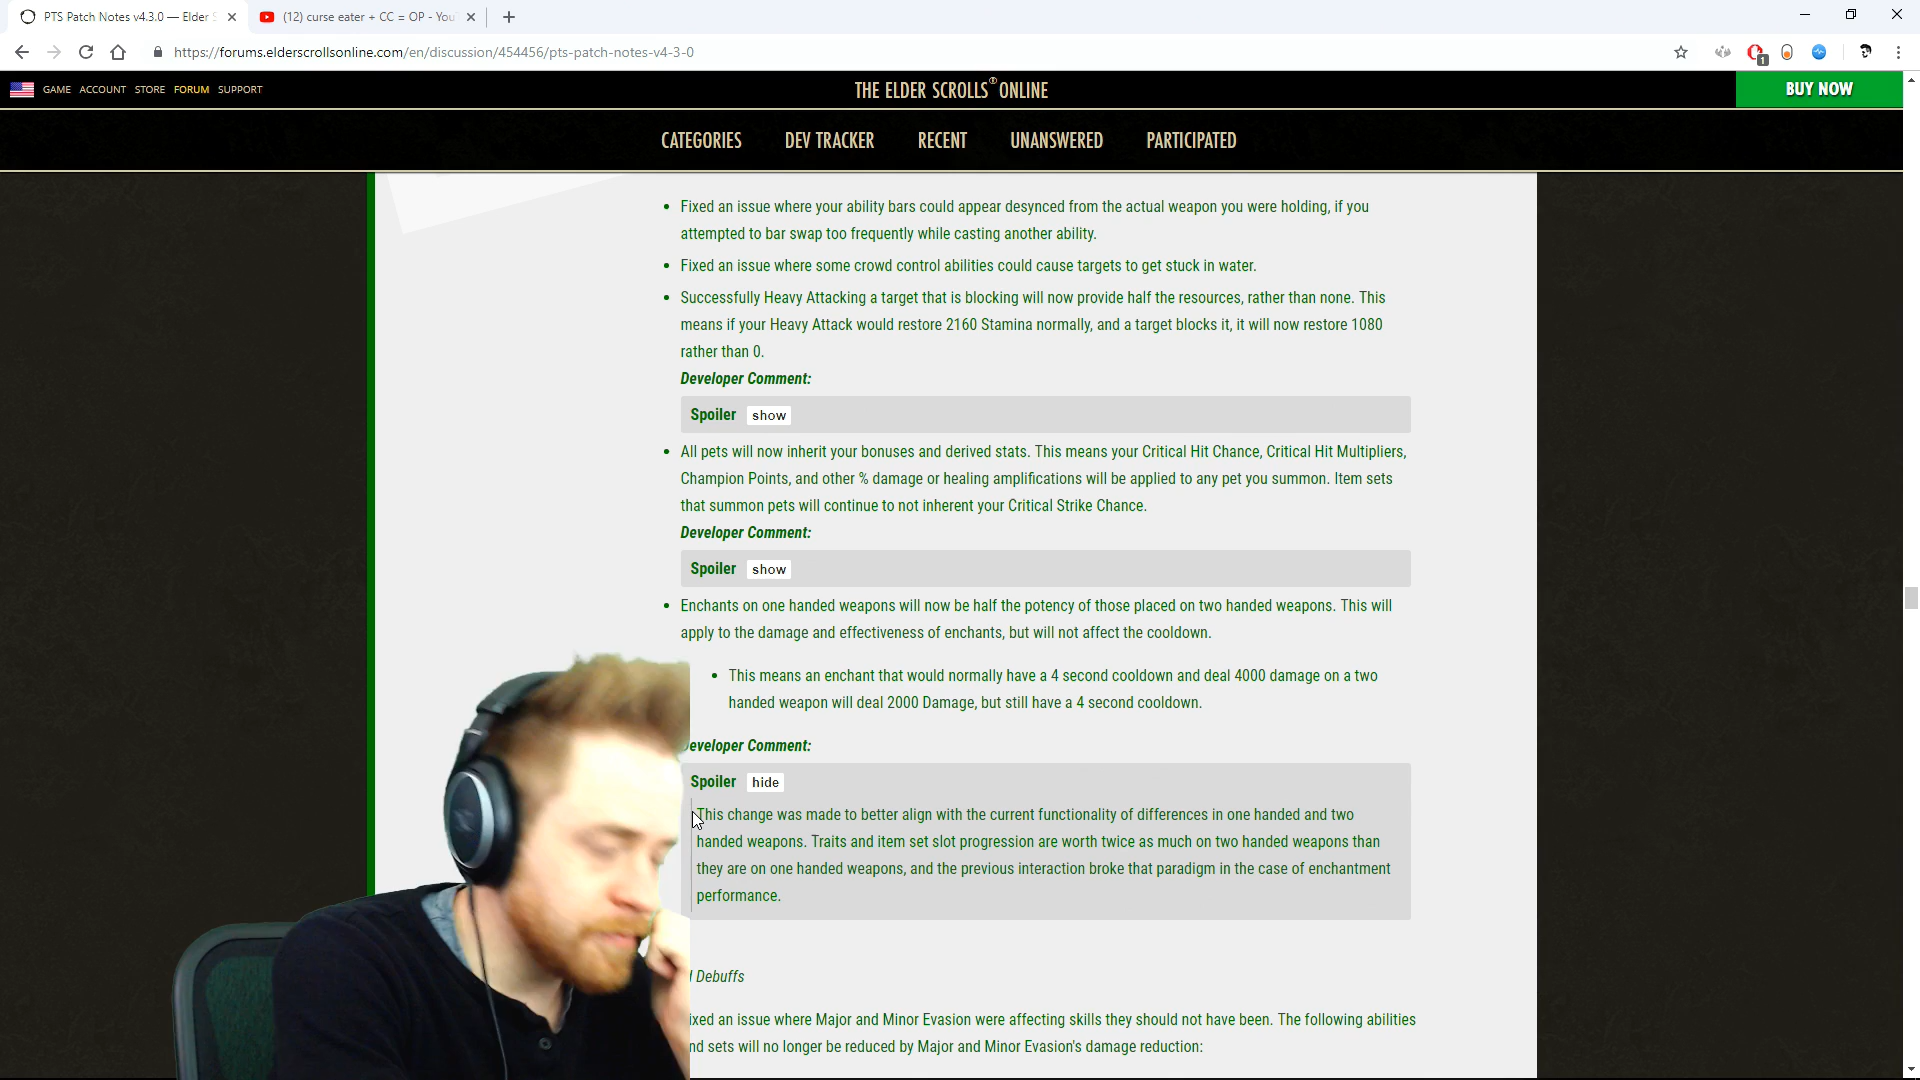 PTS Patch Notes v4.3.0 — Elder S
(12) curse eater + CC = OP - You
https://forums.elderscrollsonline.com/en/discussion/454456/pts-patch-notes-v4-3-0
1
GAME ACCOUNT STORE FORUM SUPPORT
THE ELDER SCROLLS ONLINE
BUY NOW
CATEGORIES DEV TRACKER RECENT UNANSWERED PARTICIPATED
Fixed an issue where your ability bars could appear desynced from the actual weapon you were holding, if you
attempted to bar swap too frequently while casting another ability.
Fixed an issue where some crowd control abilities could cause targets to get stuck in water.
Successfully Heavy Attacking a target that is blocking will now provide half the resources, rather than none. This
means if your Heavy Attack would restore 2160 Stamina normally, and a target blocks it, it will now restore 1080
rather than 0.
Developer Comment:
Spoiler show
All pets will now inherit your bonuses and derived stats. This means your Critical Hit Chance, Critical Hit Multipliers,
Champion Points, and other % damage or healing amplifications will be applied to any pet you summon. Item sets
that summon pets will continue to not inherent your Critical Strike Chance.
Developer Comment:
Spoiler show
Enchants on one handed weapons will now be half the potency of those placed on two handed weapons. This will
apply to the damage and effectiveness of enchants, but will not affect the cooldown.
This means an enchant that would normally have a 4 second cooldown and deal 4000 damage on a two
handed weapon will deal 2000 Damage, but still have a 4 second cooldown.
eveloper Comment:
Spoiler hide
This change was made to better align with the current functionality of differences in one handed and two
handed weapons. Traits and item set slot progression are worth twice as much on two handed weapons than
they are on one handed weapons, and the previous interaction broke that paradigm in the case of enchantment
performance.
d Debuffs
ixed an issue where Major and Minor Evasion were affecting skills they should not have been. The following abilities
nd sets will no longer be reduced by Major and Minor Evasion's damage reduction: